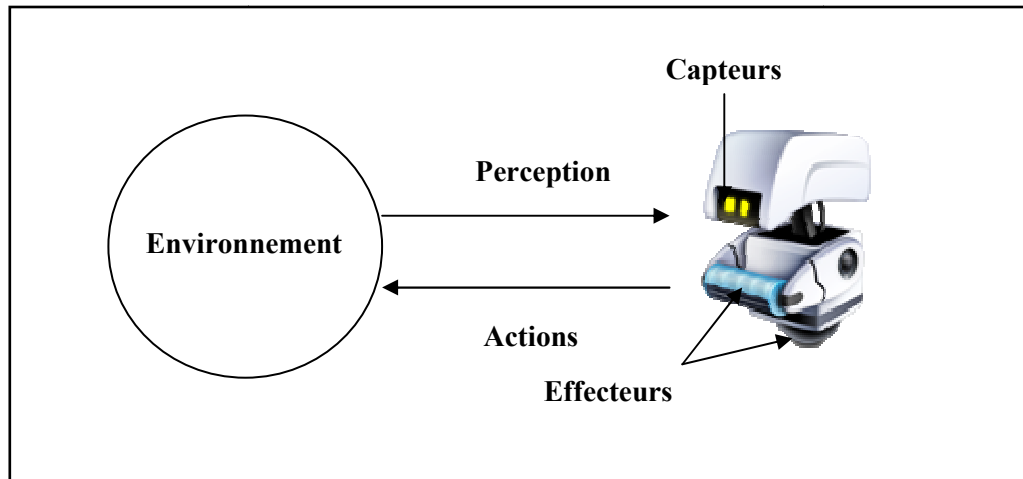 Capteurs
Perception
Environnement
Actions
Effecteurs